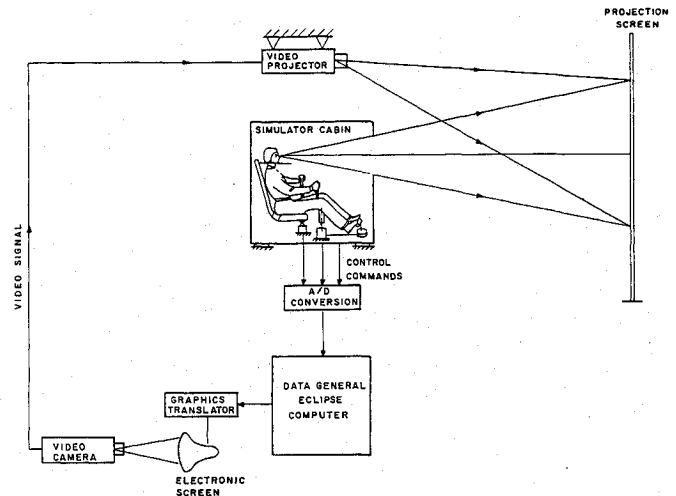 PROJECTION
SCREEN
VIDEO
PROJECTOR
SIMULATOR CABIN
CONTROL
COMMANDS
A/D
CONVERSION
VIDEO SIGNAL
DATA GENERAL
ECLIPSE
COMPUTER
GRAPHICS
TRANSLATOR
VIDEO
CAMERA
ELECTRONIC
SCREEN